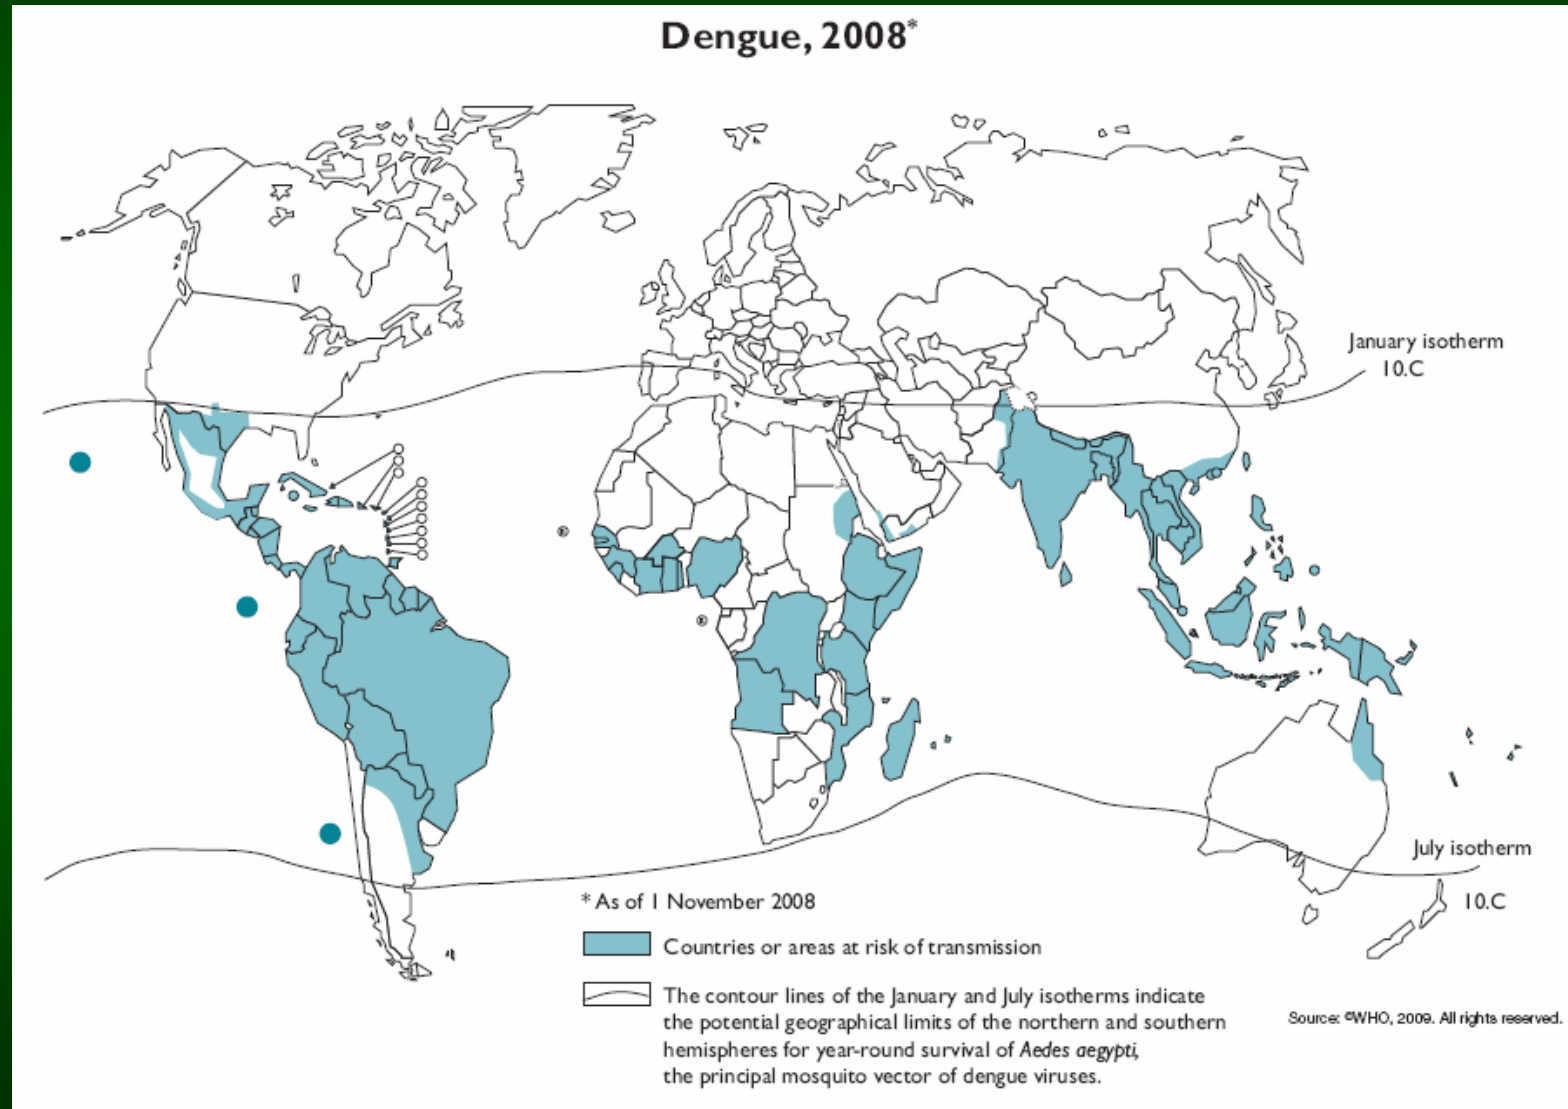 Dengue, 2008*
January isotherm
10.C
July isotherm
10.C
* As of 1 November 2008
Countries or areas at risk of transmission
The contour lines of the January and July isotherms indicate
the potential geographical limits of the northern and southern
hemispheres for year-round survival of Aedes aegypti,
the principal mosquito vector of dengue viruses.
Source: ©WHO, 2009. All rights reserved.